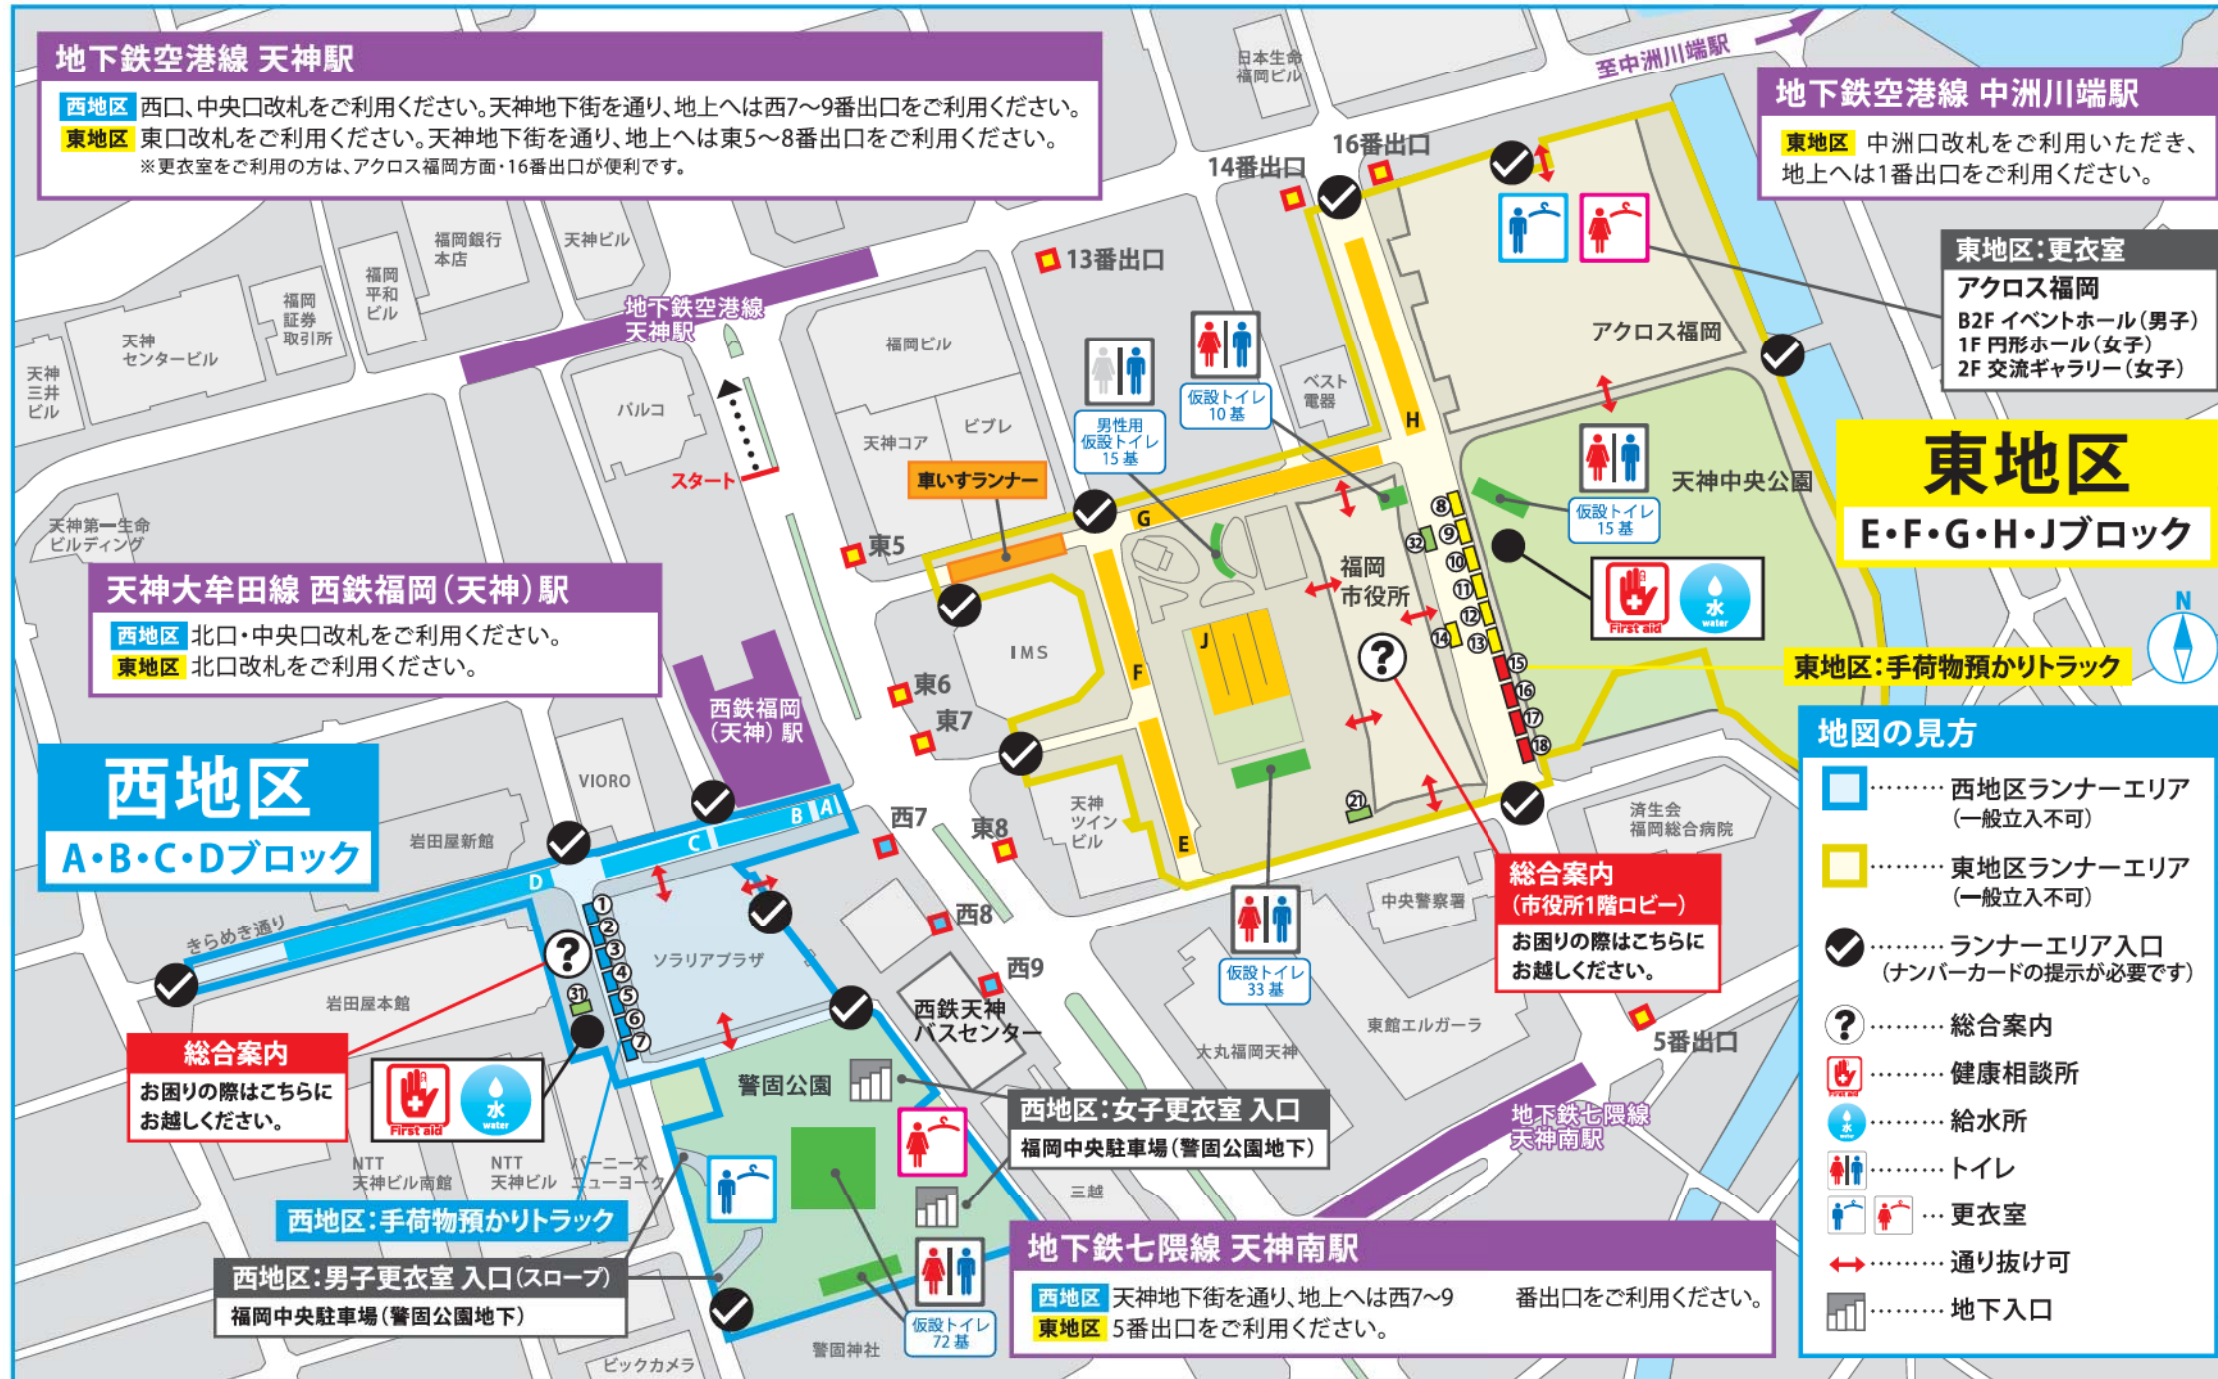 地下鉄空港線 天神駅
西地区 西口、中央口改札をご利用ください。天神地下街を通り、地上へは西7〜9番出口をご利用ください。
東地区 東口改札をご利用ください。天神地下街を通り、地上へは東5〜8番出口をご利用ください。
※更衣室をご利用の方は、アクロス福岡方面・16番出口が便利です。
日本生命
福岡ビル
至中洲川端駅
地下鉄空港線 中洲川端駅
東地区 中洲口改札をご利用いただき、
地上へは1番出口をご利用ください。
14番出口
16番出口
13番出口
東地区:更衣室
アクロス福岡
B2F イベントホール(男子)
1F 円形ホール(女子)
2F 交流ギャラリー(女子)
福岡銀行
本店
天神ビル
福岡
平和
ビル
福岡
証券
取引所
天神
センタービル
天神
三井
ビル
地下鉄空港線
天神駅
パルコ
スタート
福岡ビル
天神コア
ビブレ
車いすランナー
男性用
仮設トイレ
15基
仮設トイレ
10基
ベスト
電器
アクロス福岡
H
G
F
E
J
天神中央公園
仮設トイレ
15基
東地区
E・F・G・H・Jブロック
天神第一生命
ビルディング
東5
天神大牟田線 西鉄福岡(天神)駅
西地区 北口・中央口改札をご利用ください。
東地区 北口改札をご利用ください。
IMS
東6
東7
福岡
市役所
?
⑧
⑨
⑩
⑪
⑫
⑬
⑭
⑮
⑯
⑰
⑱
㉑
㉜
First aid
水
water
N
東地区:手荷物預かりトラック
西鉄福岡
(天神)駅
西地区
A・B・C・Dブロック
VIORO
岩田屋新館
A
B
C
D
西7
東8
西8
西9
天神
ツイン
ビル
済生会
福岡総合病院
中央警察署
総合案内
(市役所1階ロビー)
お困りの際はこちらに
お越しください。
仮設トイレ
33基
きらめき通り
岩田屋本館
?
①
②
③
④
⑤
⑥
⑦
㉛
ソラリアプラザ
西鉄天神
バスセンター
大丸福岡天神
東館エルガーラ
5番出口
総合案内
お困りの際はこちらに
お越しください。
First aid
水
water
警固公園
西地区:女子更衣室 入口
福岡中央駐車場(警固公園地下)
地下鉄七隈線
天神南駅
NTT
天神ビル南館
NTT
天神ビル
バーニーズ
ニューヨーク
三越
西地区:手荷物預かりトラック
西地区:男子更衣室 入口(スロープ)
福岡中央駐車場(警固公園地下)
仮設トイレ
72基
警固神社
ビックカメラ
地下鉄七隈線 天神南駅
西地区 天神地下街を通り、地上へは西7〜9 番出口をご利用ください。
東地区 5番出口をご利用ください。
地図の見方
西地区ランナーエリア
(一般立入不可)
東地区ランナーエリア
(一般立入不可)
ランナーエリア入口
(ナンバーカードの提示が必要です)
? 総合案内
First aid
健康相談所
水
water
給水所
トイレ
更衣室
通り抜け可
地下入口